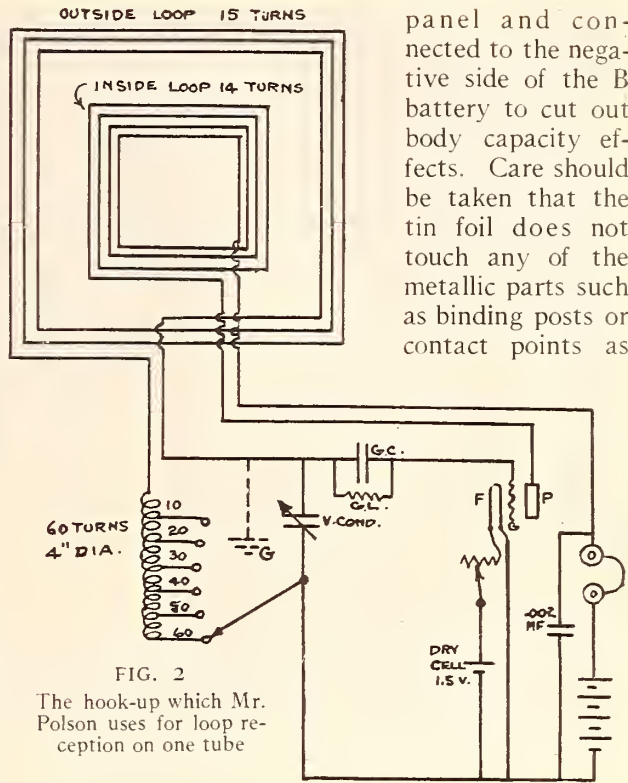 OUTSIDE LOOP 15 TURNS
INSIDE LOOP 14 TURNS
panel and con-
nected to the nega-
tive side of the B
battery to cut out
body capacity ef-
fects. Care should
be taken that the
tin foil does not
touch any of the
metallic parts such
as binding posts or
contact points as
G.C.
G.L.
F
P
V.COND.
G
60 TURNS
4" DIA.
10
20
30
40
50
60
.002
MF
DRY
CELL
1.5 V.
FIG. 2
The hook-up which Mr.
Polson uses for loop re-
ception on one tube